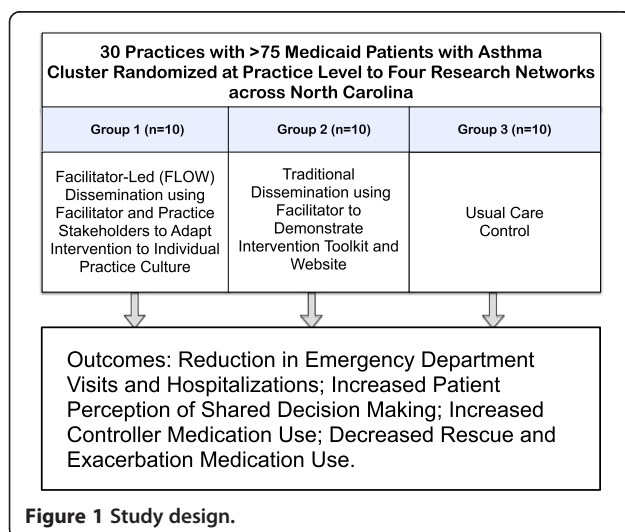 30 Practices with >75 Medicaid Patients with Asthma
Cluster Randomized at Practice Level to Four Research Networks
across North Carolina
Group 1 (n=10)
Group 2 (n=10)
Group 3 (n=10)
Facilitator-Led (FLOW)
Dissemination using
Facilitator and Practice
Stakeholders to Adapt
Intervention to Individual
Practice Culture
Traditional
Dissemination using
Facilitator to
Demonstrate
Intervention Toolkit and
Website
Usual Care
Control
Outcomes: Reduction in Emergency Department
Visits and Hospitalizations; Increased Patient
Perception of Shared Decision Making; Increased
Controller Medication Use; Decreased Rescue and
Exacerbation Medication Use.
Figure 1 Study design.